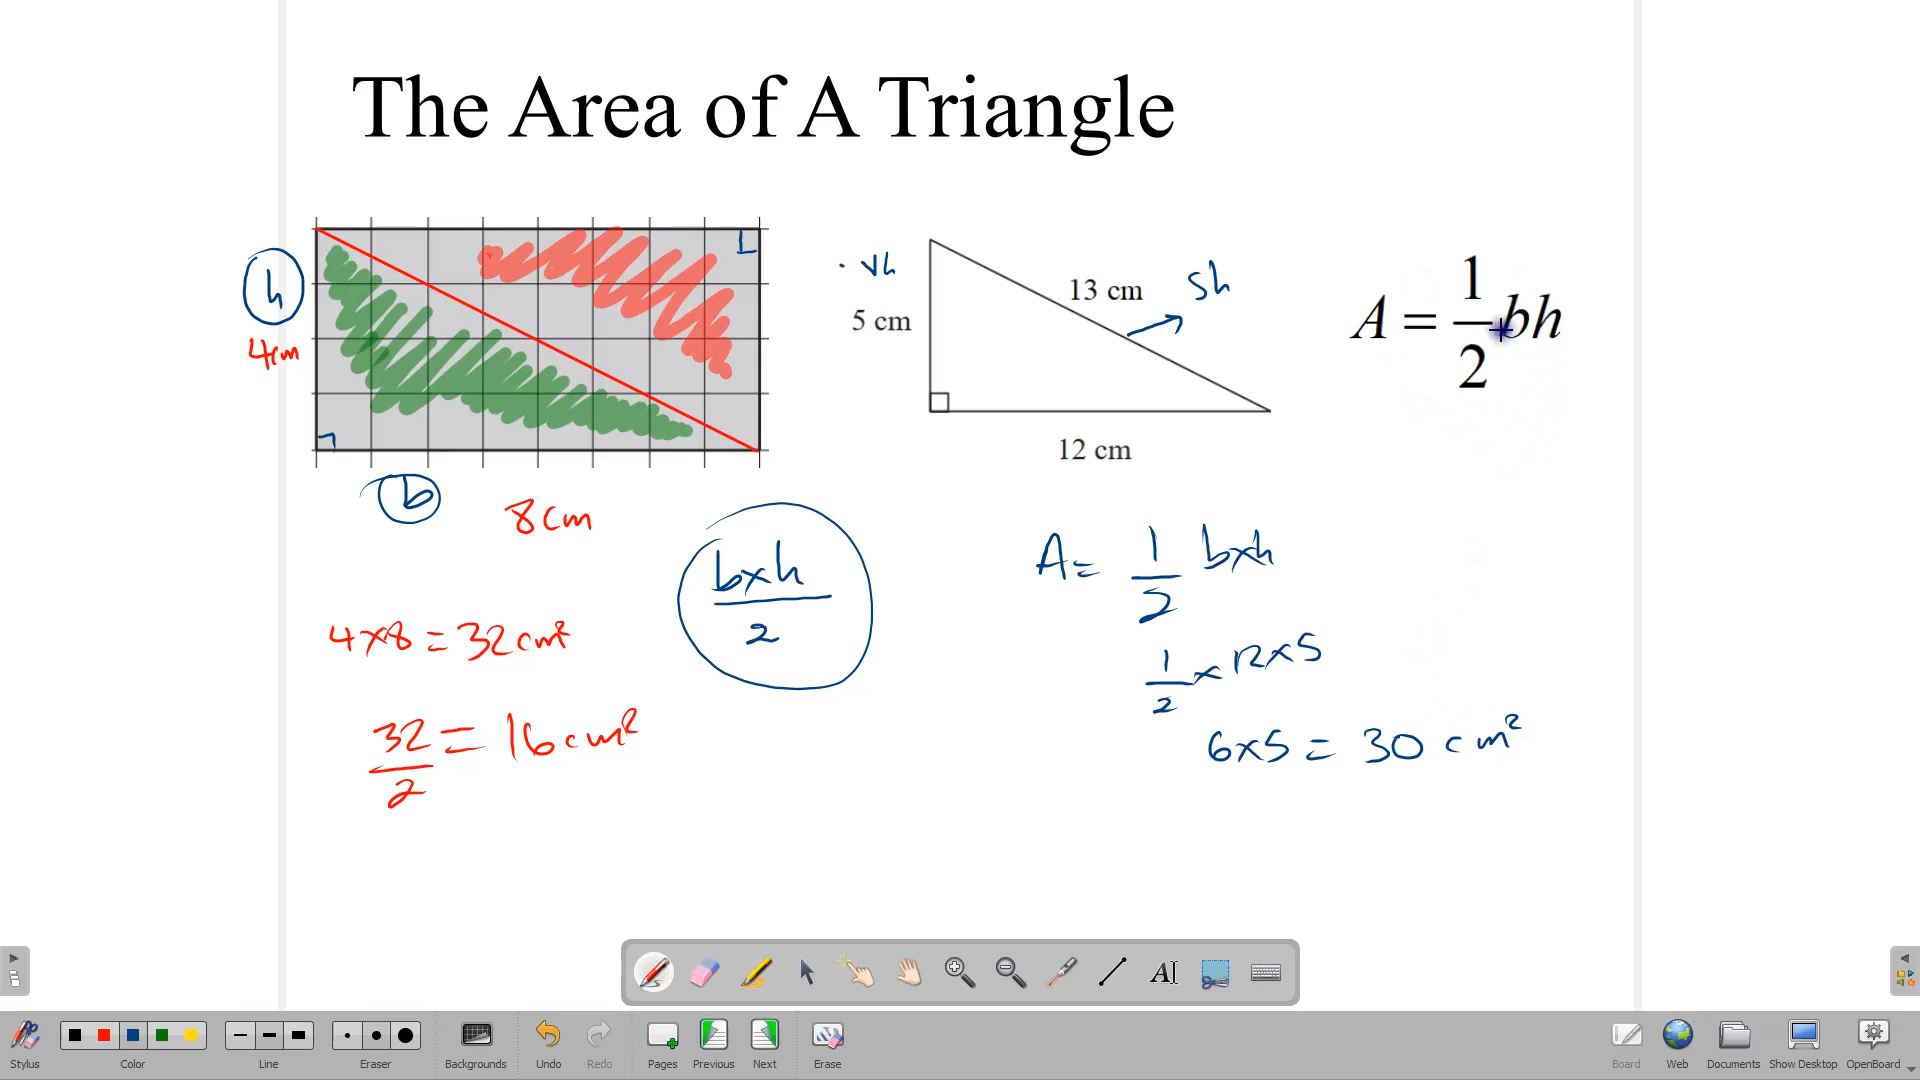 The Area of A Triangle
h
4cm
b
8cm
4x8 = 32cm²
32/2 = 16cm²
bxh/2
· vh
5 cm
13 cm
sh
12 cm
A = 1/2 bh
A = 1/2 bxh
1/2 x 12x5
6x5 = 30 cm²
Stylus
Color
Line
Eraser
Backgrounds
Undo
Redo
Pages
Previous
Next
Erase
Board
Web
Documents
Show Desktop
OpenBoard
AI